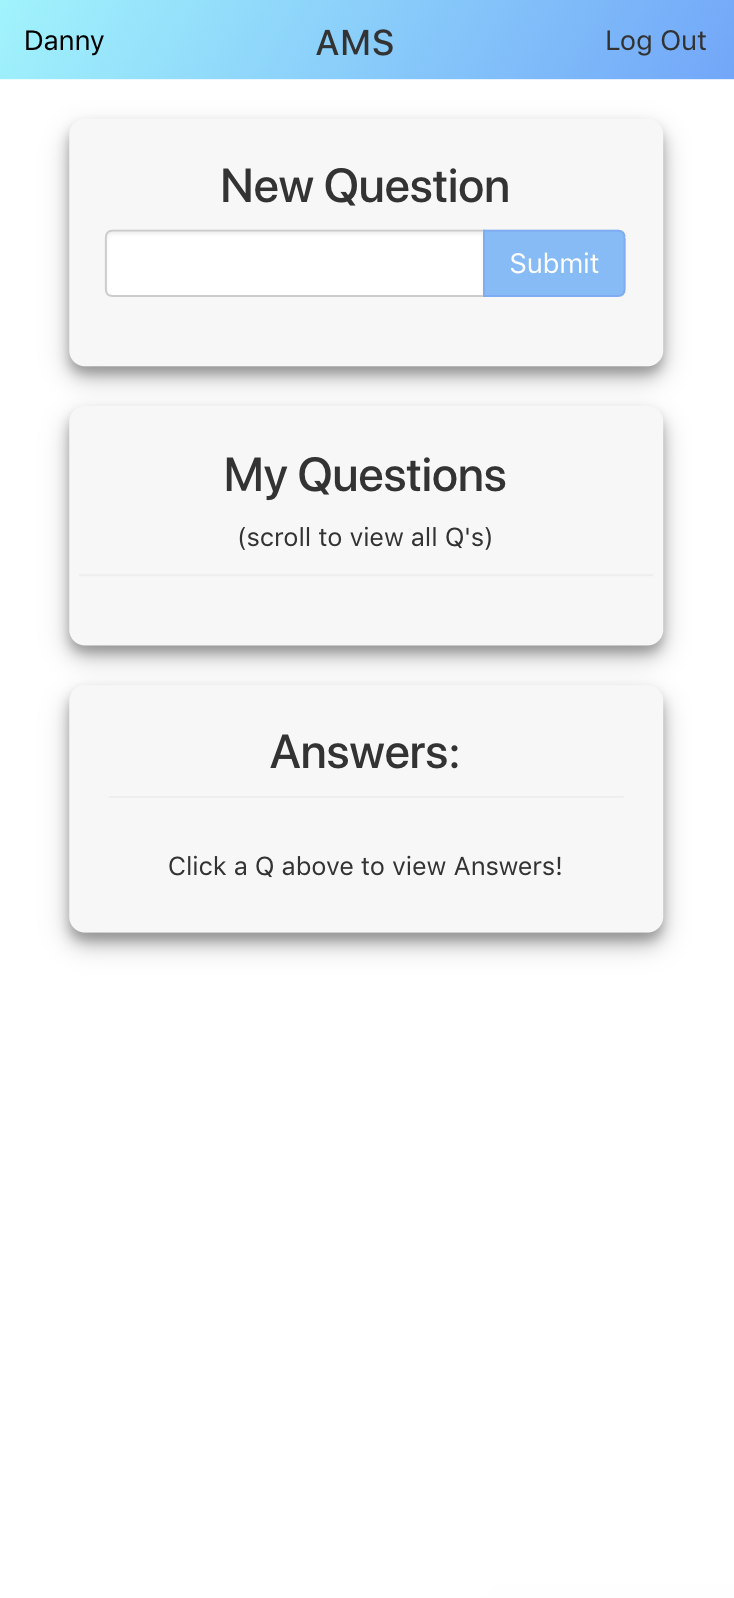 Danny AMS Log Out
New Question
Submit
My Questions
(scroll to view all Q's)
Answers:
Click a Q above to view Answers!